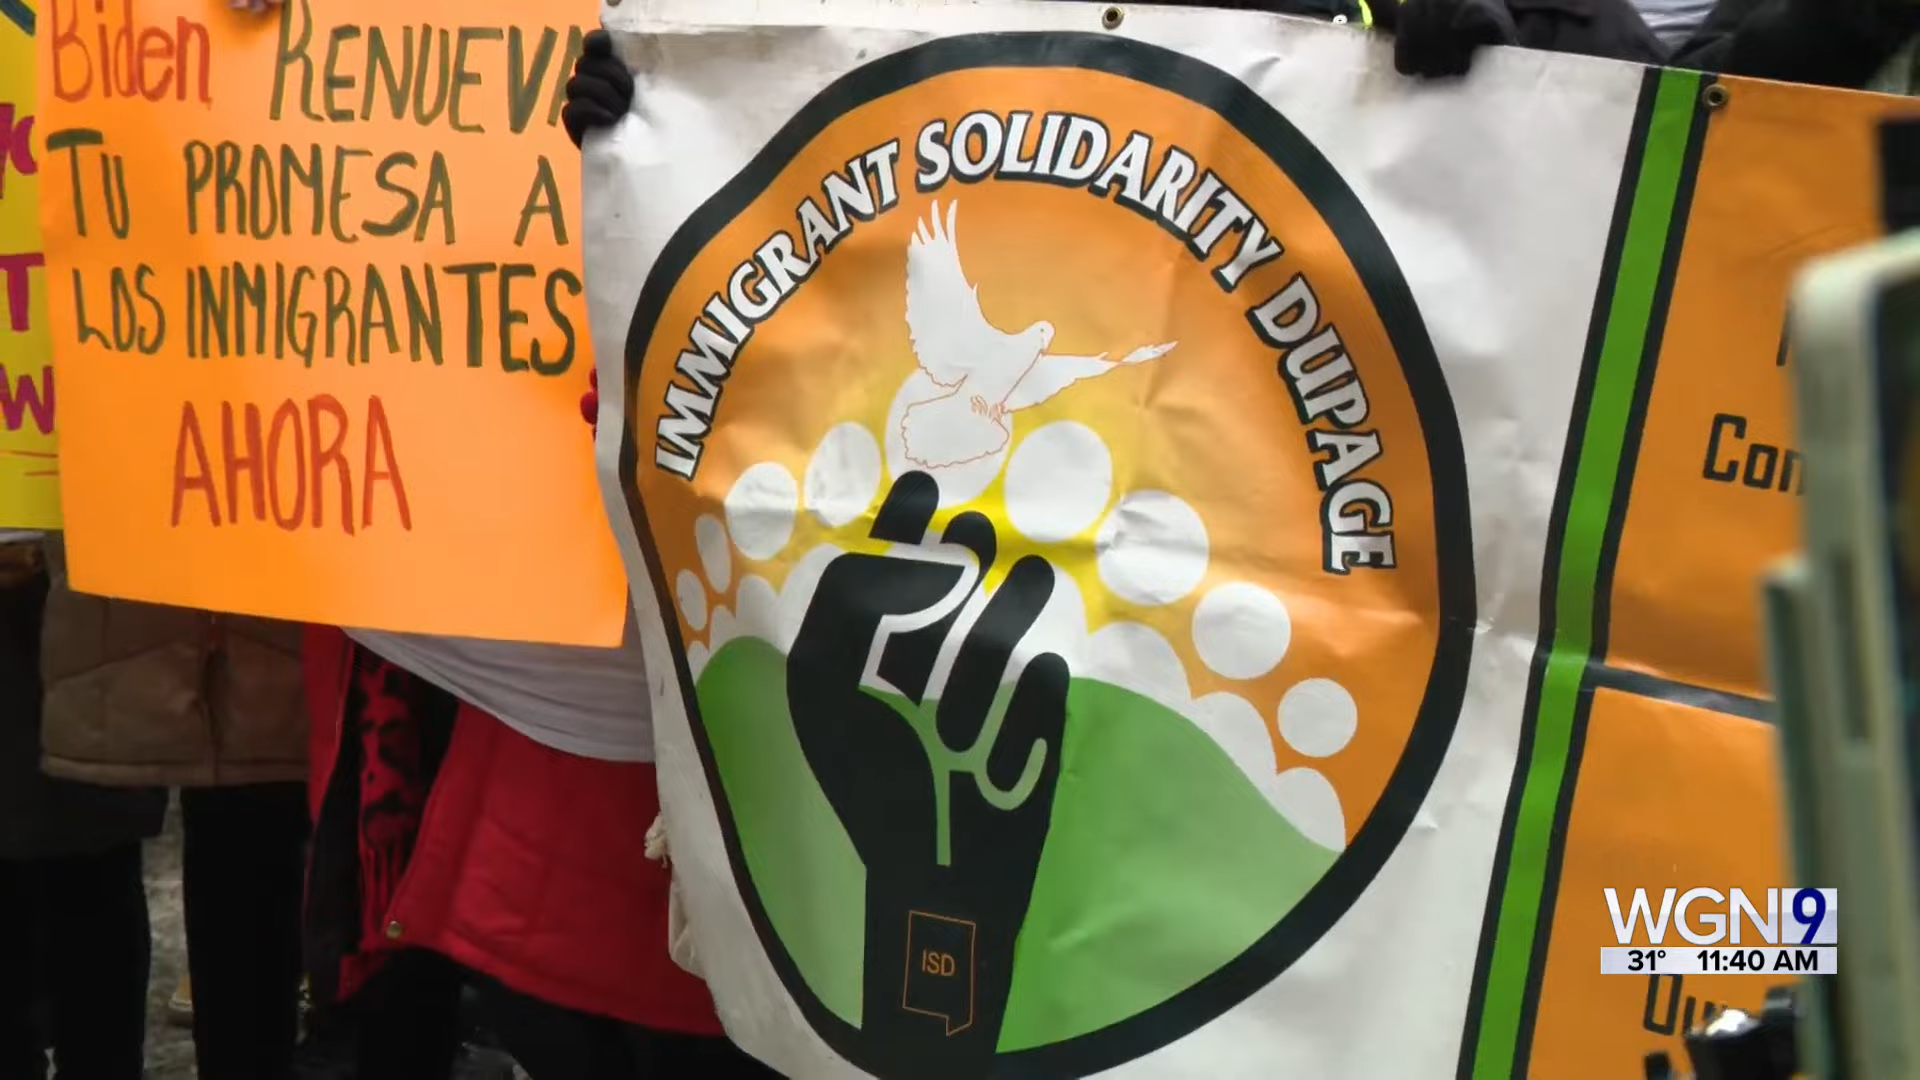 Biden RENUEVA
TU PROMESA A
LOS INMIGRANTES
AHORA
IMMIGRANT SOLIDARITY DUPAGE
ISD
WGN9
31° 11:40 AM